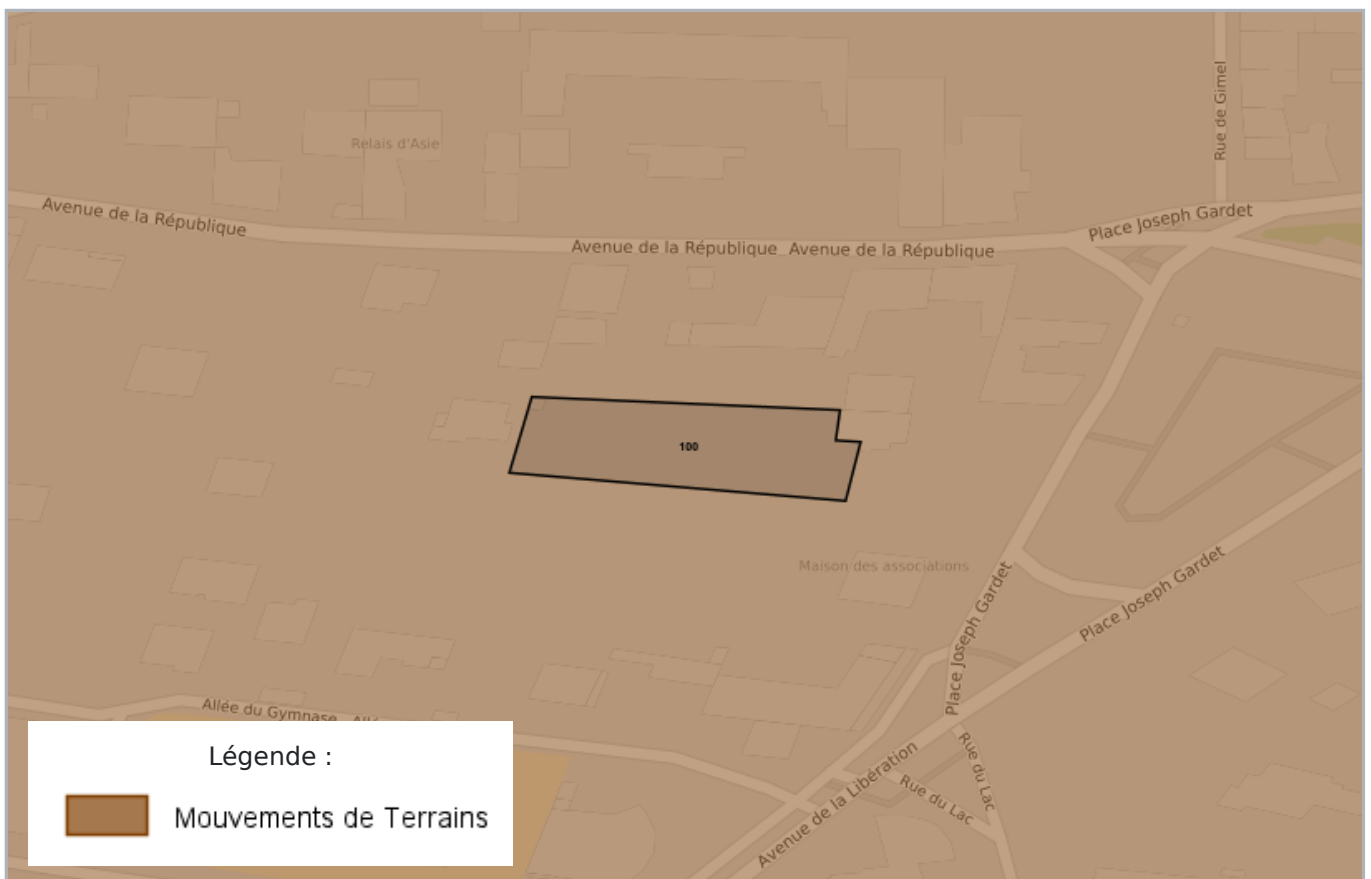 Rue de Gimel
Relais d'Asie
Avenue de la République
Place Joseph Gardet
Avenue de la République Avenue de la République
100
Maison des associations
Place Joseph Gardet
Place Joseph Gardet
Allée du Gymnase
Rue du Lac
Avenue de la Libération
Rue du Lac
Légende :
Mouvements de Terrains